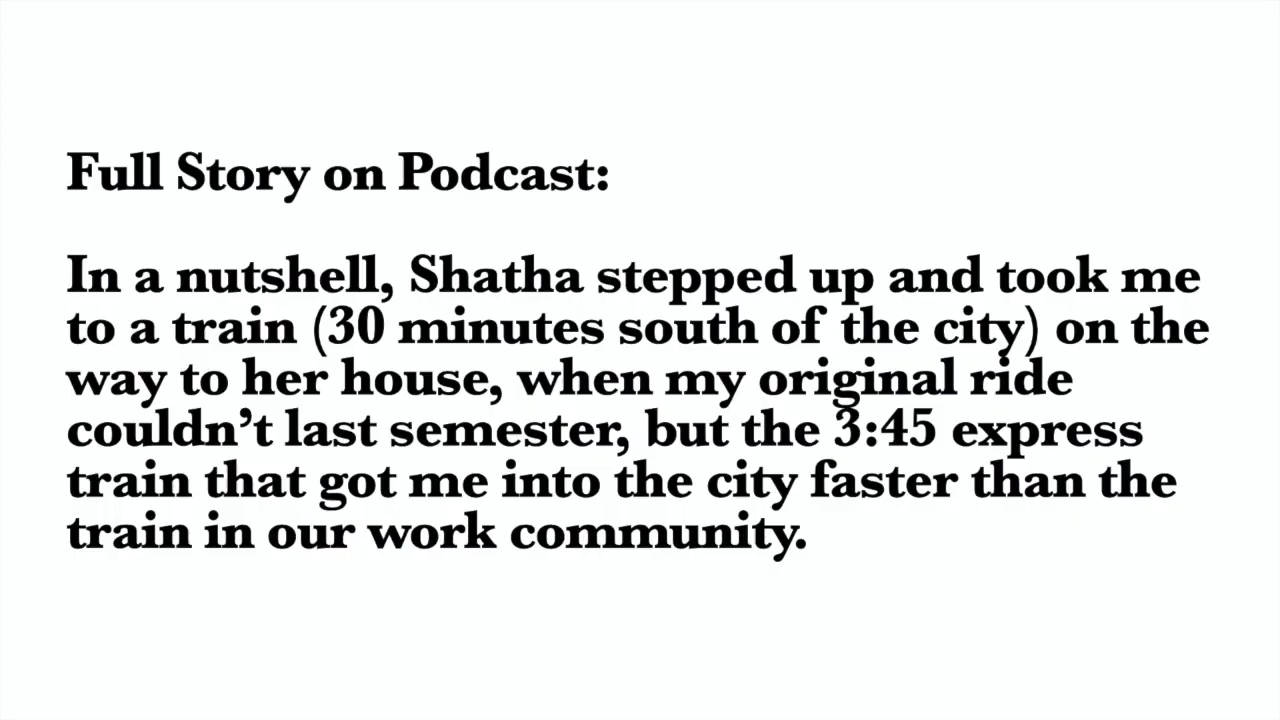 Full Story on Podcast:
In a nutshell, Shatha stepped up and took me
to a train (30 minutes south of the city) on the
way to her house, when my original ride
couldn’t last semester, but the 3:45 express
train that got me into the city faster than the
train in our work community.